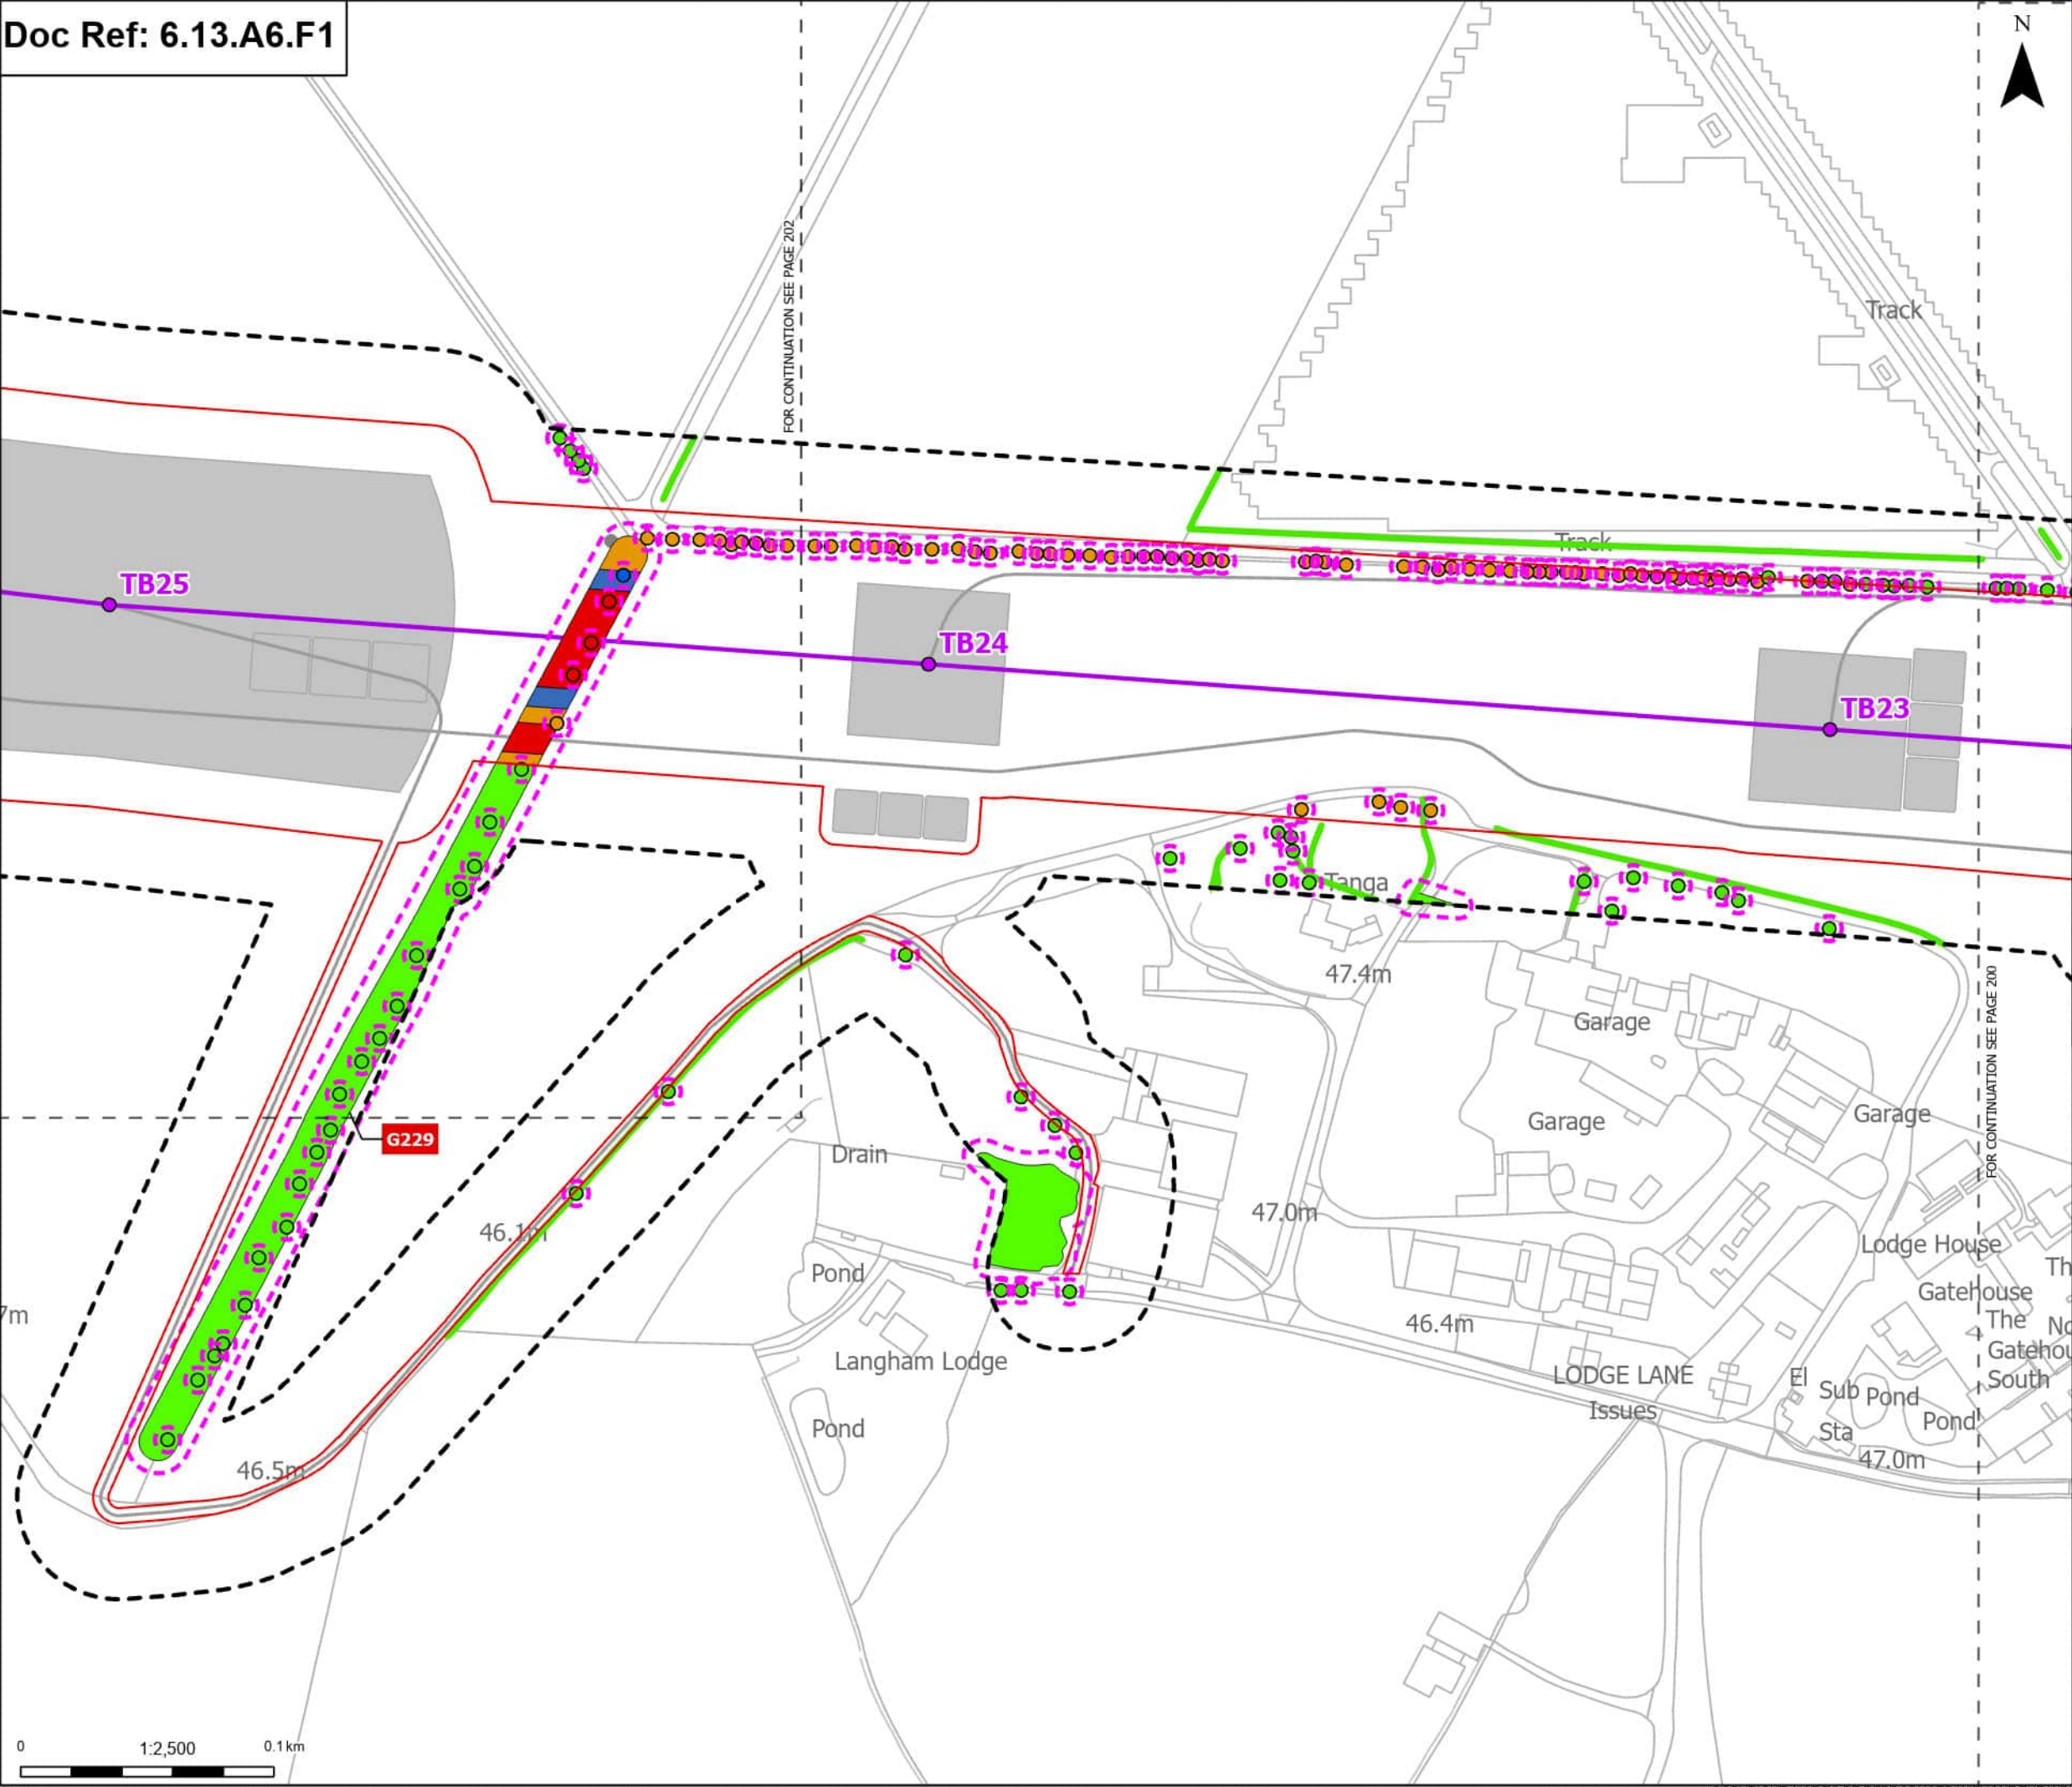 Doc Ref: 6.13.A6.F1
N
FOR CONTINUATION SEE PAGE 202
Track
Track
TB25
TB24
TB23
Tanga
47.4m
Garage
FOR CONTINUATION SEE PAGE 200
G229
Drain
Garage
Garage
46.1m
47.0m
Lodge House
Pond
Gatehouse
7m
46.4m
The
Langham Lodge
LODGE LANE
South
El
Issues
Sub Pond
Pond
Pond
Sta
46.5m
47.0m
0
1:2,500
0.1 km